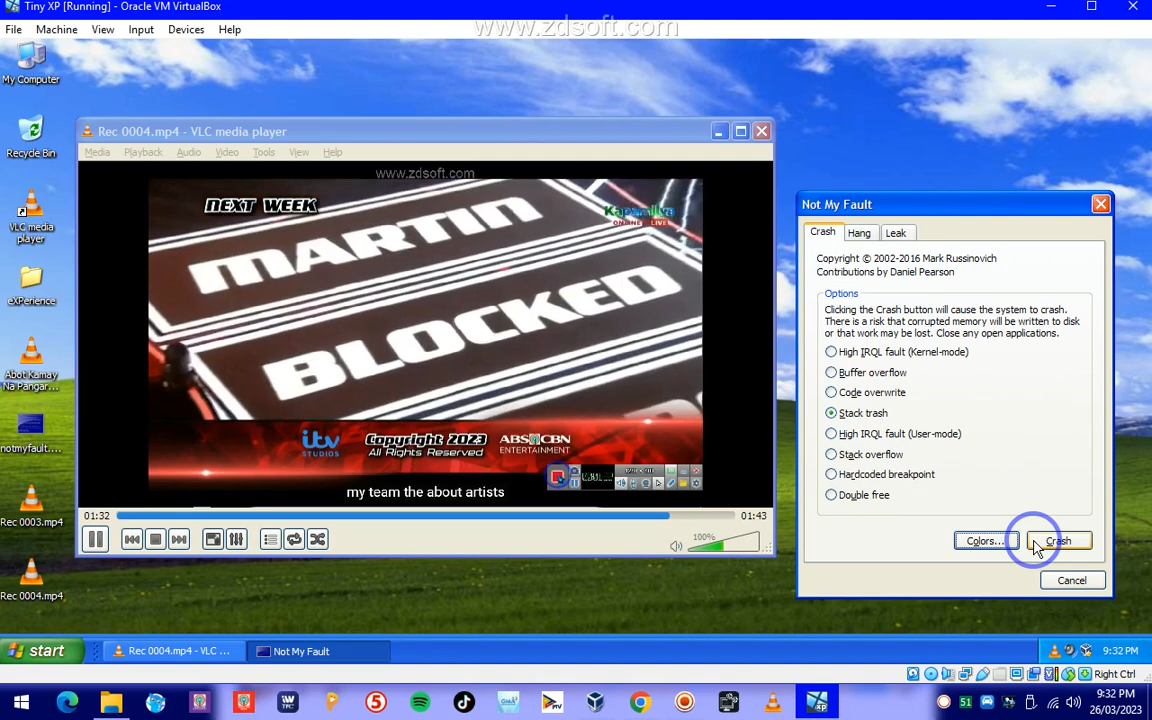 Tiny XP [Running] - Oracle VM VirtualBox
File Machine View Input Devices Help
www.zdsoft.com
My Computer
Recycle Bin
VLC media
player
eXPerience
Abot Kamay
Na Pangar...
notmyfault....
Rec 0003.mp4
Rec 0004.mp4
Rec 0004.mp4 - VLC media player
Media Playback Audio Video Tools View Help
www.zdsoft.com
NEXT WEEK
Kapamilya
ONLINE LIVE
MARTIN
BLOCKED
itv
STUDIOS
Copyright 2023
All Rights Reserved
ABS CBN
ENTERTAINMENT
my team the about artists
01:32
01:43
100%
Not My Fault
Crash Hang Leak
Copyright © 2002-2016 Mark Russinovich
Contributions by Daniel Pearson
Options
Clicking the Crash button will cause the system to crash.
There is a risk that corrupted memory will be written to disk
or that work may be lost. Close any open applications.
High IRQL fault (Kernel-mode)
Buffer overflow
Code overwrite
Stack trash
High IRQL fault (User-mode)
Stack overflow
Hardcoded breakpoint
Double free
Colors... Crash
Cancel
start
Rec 0004.mp4 - VLC ...
Not My Fault
9:32 PM
Right Ctrl
51
9:32 PM
26/03/2023